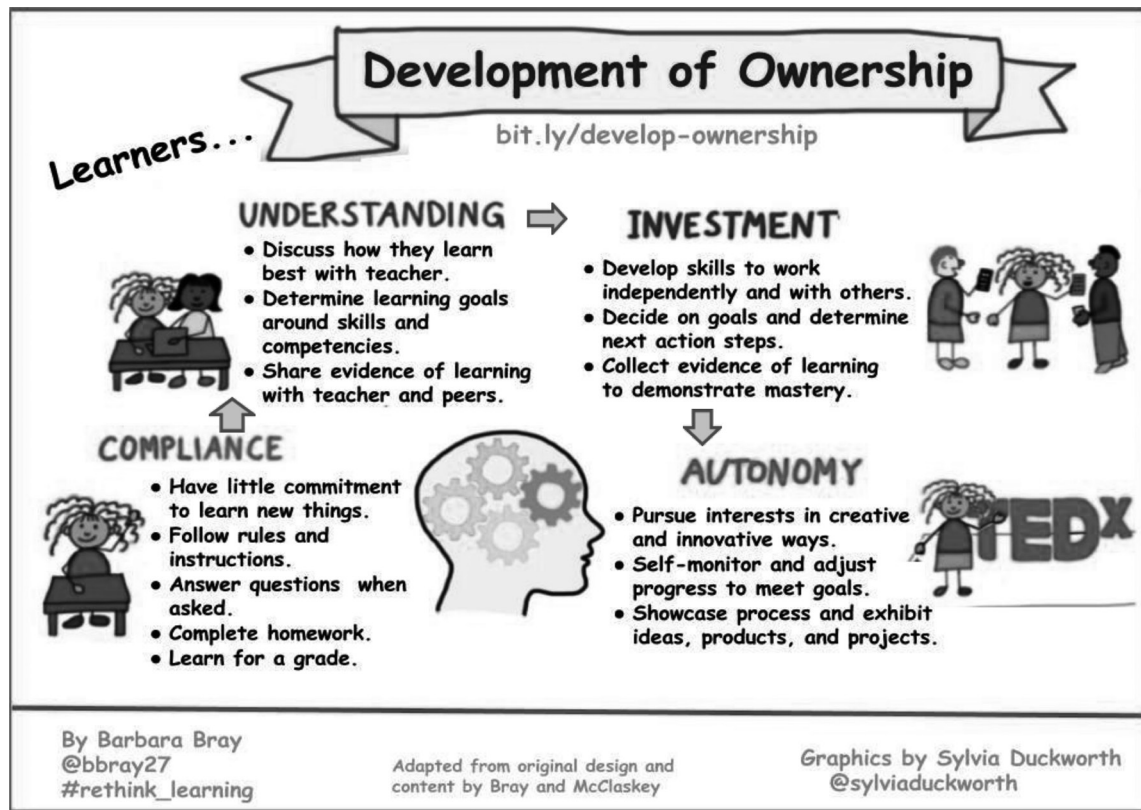 Development of Ownership
bit.ly/develop-ownership
Learners...
COMPLIANCE
• Have little commitment
to learn new things.
• Follow rules and
instructions.
• Answer questions when
asked.
• Complete homework.
• Learn for a grade.
UNDERSTANDING
• Discuss how they learn
best with teacher.
• Determine learning goals
around skills and
competencies.
• Share evidence of learning
with teacher and peers.
INVESTMENT
• Develop skills to work
independently and with others.
• Decide on goals and determine
next action steps.
• Collect evidence of learning
to demonstrate mastery.
AUTONOMY
• Pursue interests in creative
and innovative ways.
• Self-monitor and adjust
progress to meet goals.
• Showcase process and exhibit
ideas, products, and projects.
TEDx
By Barbara Bray
@bbray27
#rethink_learning
Adapted from original design and
content by Bray and McClaskey
Graphics by Sylvia Duckworth
@sylviaduckworth